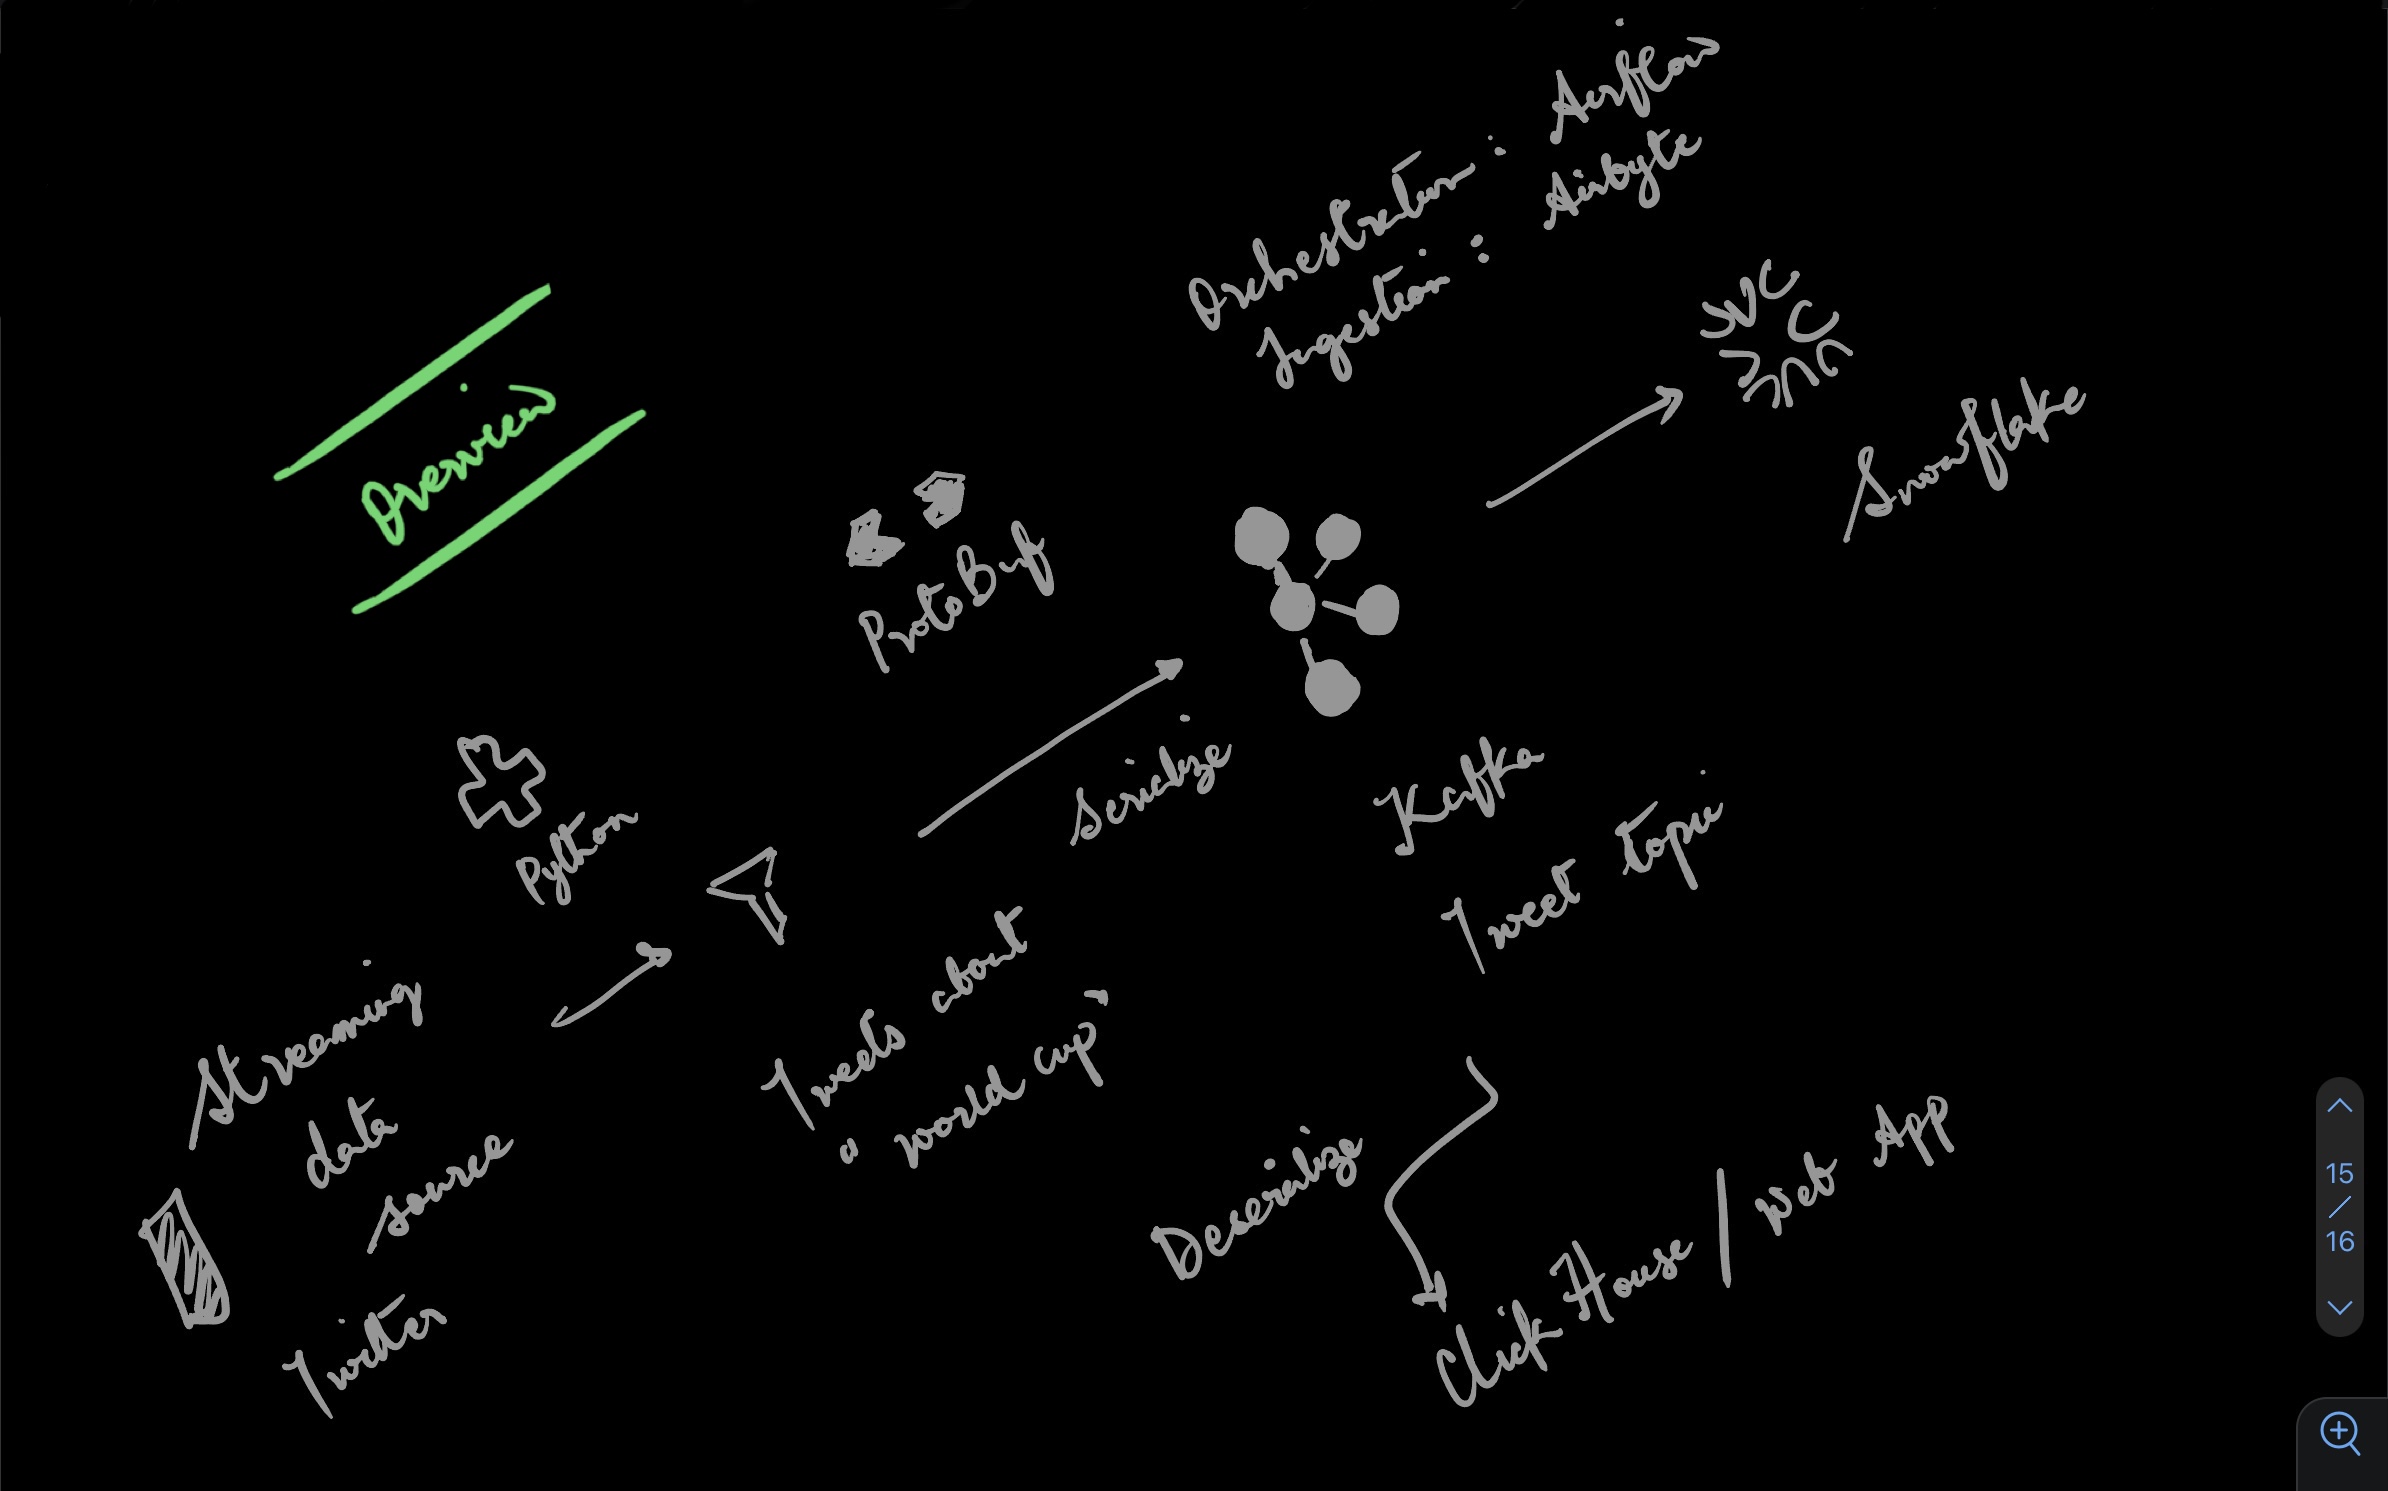 Overview
Orchestration : Airflow
Ingestion : Airbyte
Snowflake
ProtoBuf
Serialize
Kafka
Tweet topic
Python
Streaming
data
source
Twitter
Tweets about
"world cup"
Deserialize
Click House / Web App
15
/
16